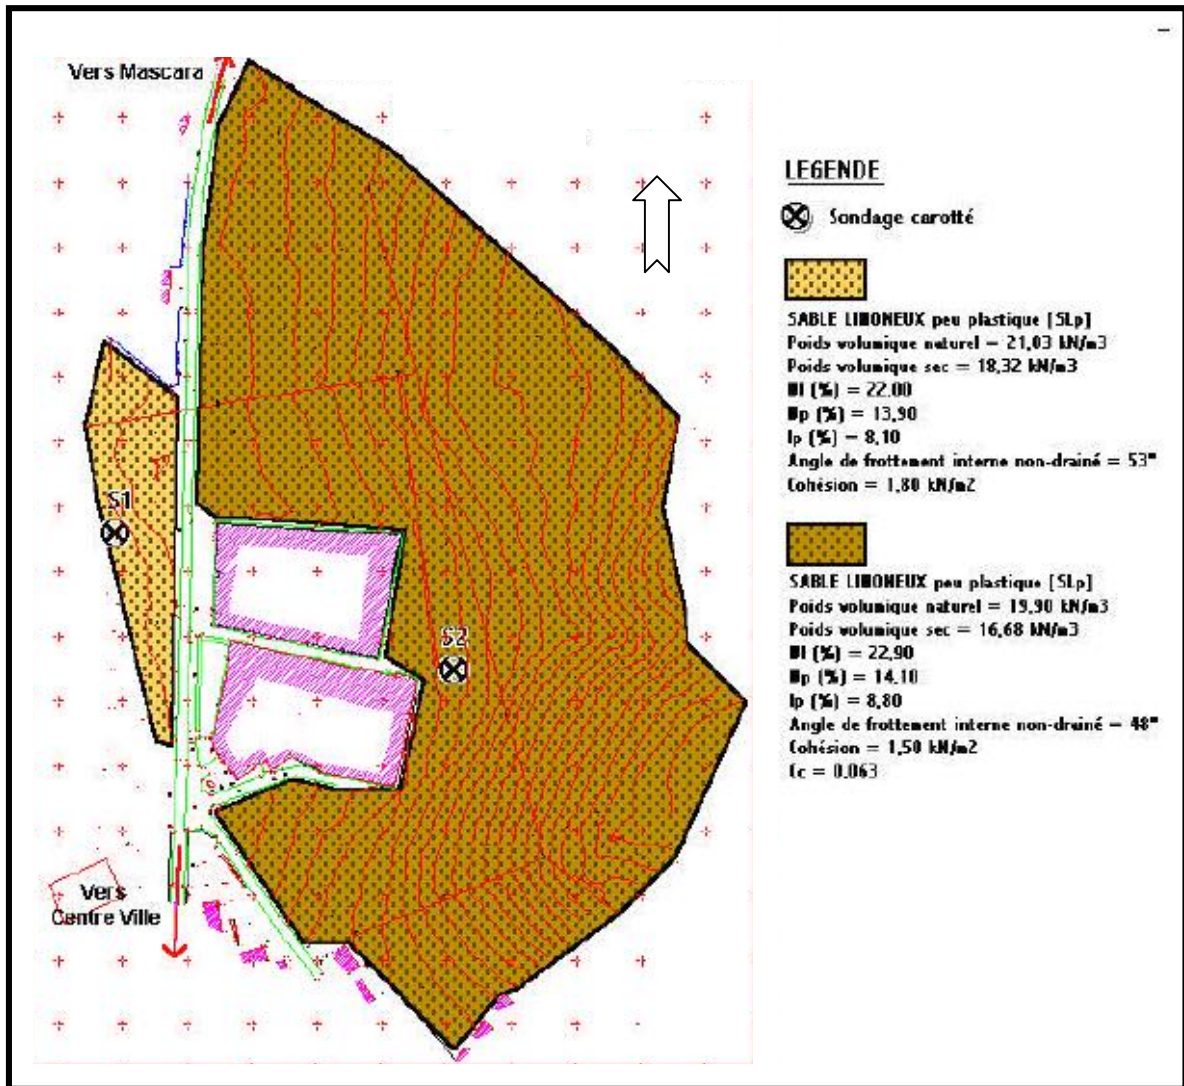 Vers Mascara
LEGENDE
Sondage carotté
SABLE LIMONEUX peu plastique [SLp]
Poids volumique naturel = 21,03 kN/m3
Poids volumique sec = 18,32 kN/m3
Wl (%) = 22.00
Wp (%) = 13,90
Ip (%) = 8,10
Angle de frottement interne non-drainé = 53°
Cohésion = 1,80 kN/m2
S1
SABLE LIMONEUX peu plastique [SLp]
Poids volumique naturel = 19,90 kN/m3
Poids volumique sec = 16,68 kN/m3
Wl (%) = 22,90
Wp (%) = 14,10
Ip (%) = 8,80
Angle de frottement interne non-drainé = 48°
Cohésion = 1,50 kN/m2
Cc = 0.063
S2
Vers
Centre Ville